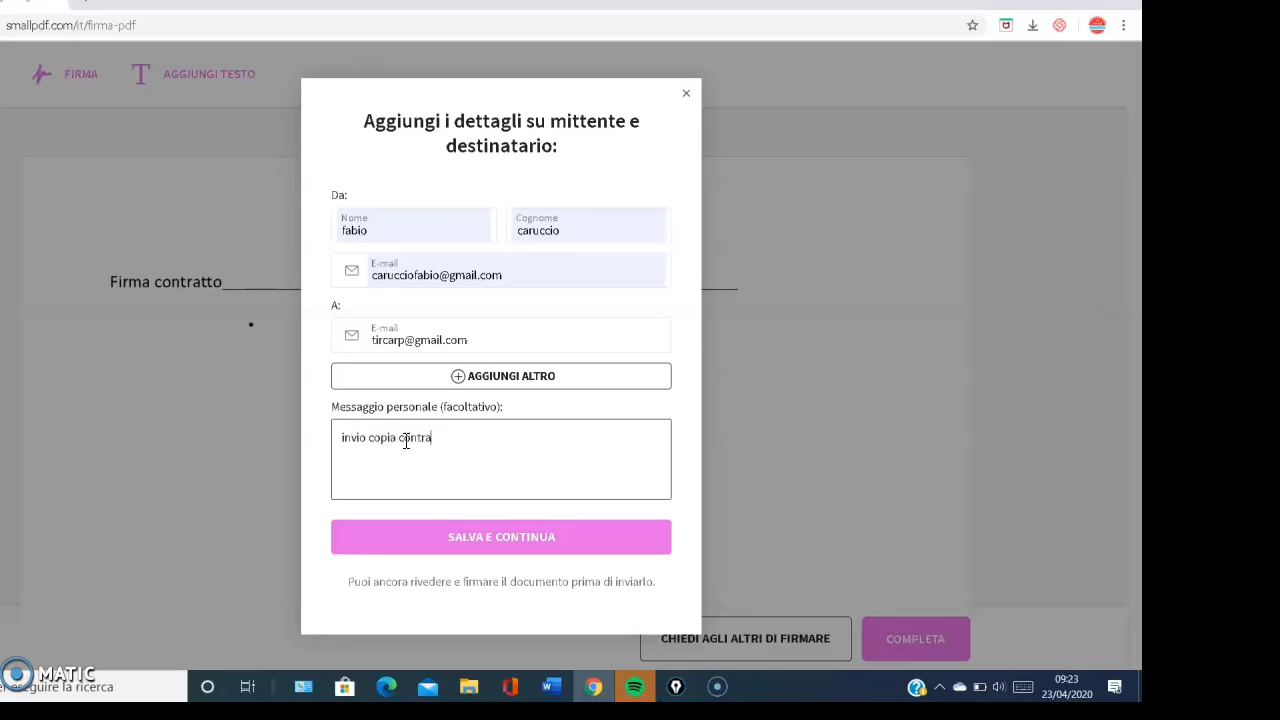 smallpdf.com/it/firma-pdf
FIRMA
AGGIUNGI TESTO
Aggiungi i dettagli su mittente e
destinatario:
Da:
Nome
fabio
Cognome
caruccio
E-mail
carucciofabio@gmail.com
Firma contratto
A:
E-mail
tircarp@gmail.com
AGGIUNGI ALTRO
Messaggio personale (facoltativo):
invio copia contra
SALVA E CONTINUA
Puoi ancora rivedere e firmare il documento prima di inviarlo.
CHIEDI AGLI ALTRI DI FIRMARE
COMPLETA
MATIC
eseguire la ricerca
09:23
23/04/2020